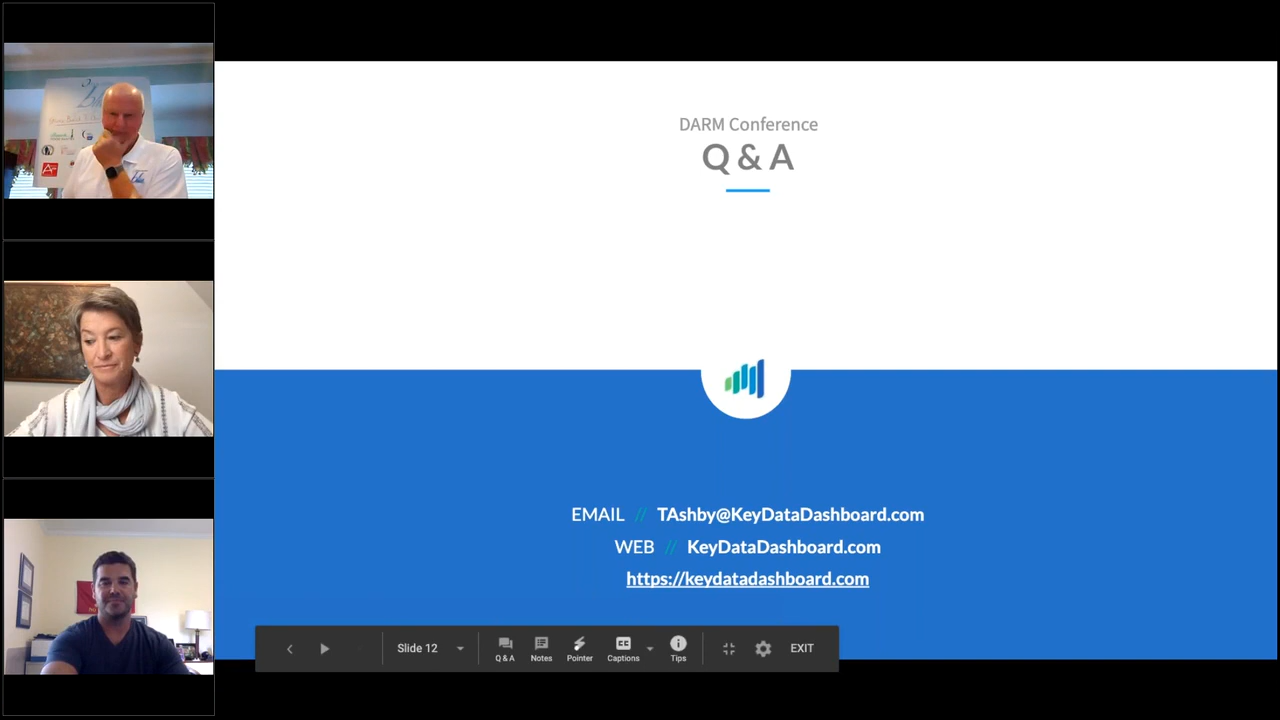 DARM Conference
Q & A
EMAIL // TAshby@KeyDataDashboard.com
WEB // KeyDataDashboard.com
https://keydatadashboard.com
Slide 12
Q & A
Notes
Pointer
CC
Captions
Tips
EXIT